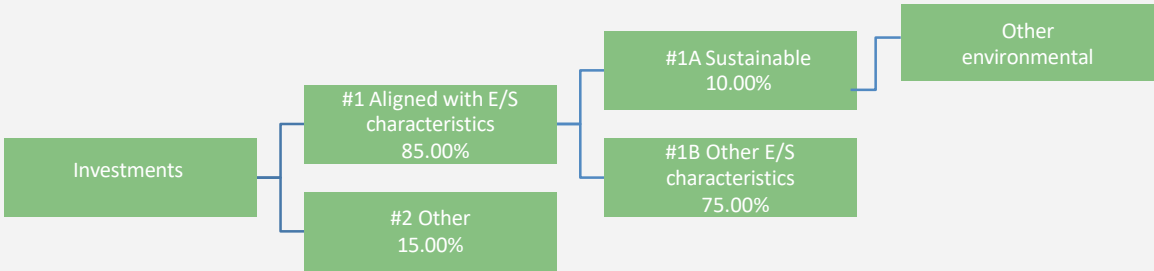 Investments
#1 Aligned with E/S
characteristics
85.00%
#2 Other
15.00%
#1A Sustainable
10.00%
#1B Other E/S
characteristics
75.00%
Other
environmental